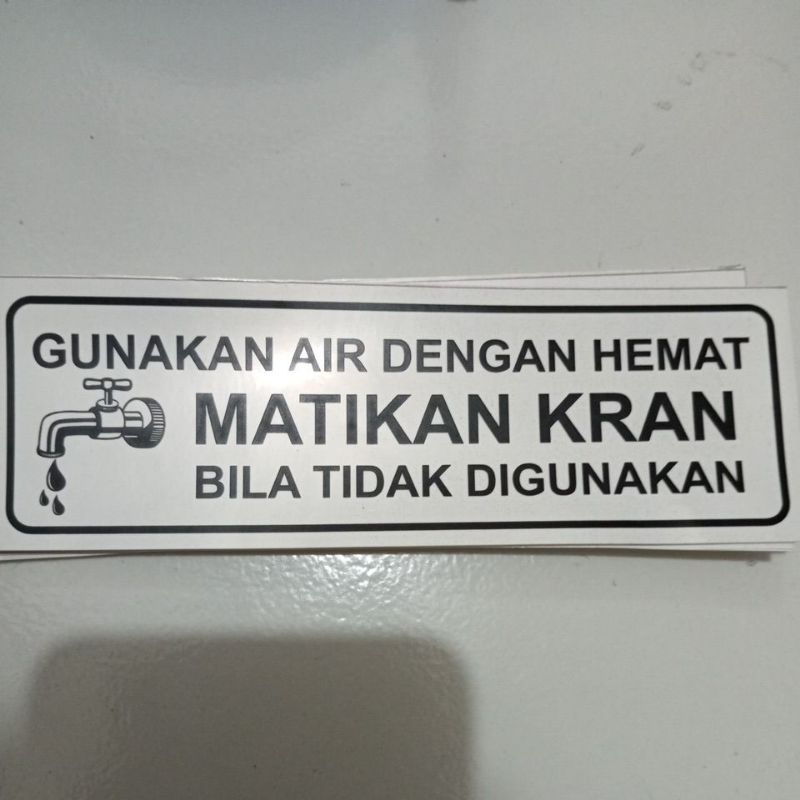 GUNAKAN AIR DENGAN HEMAT
MATIKAN KRAN
BILA TIDAK DIGUNAKAN